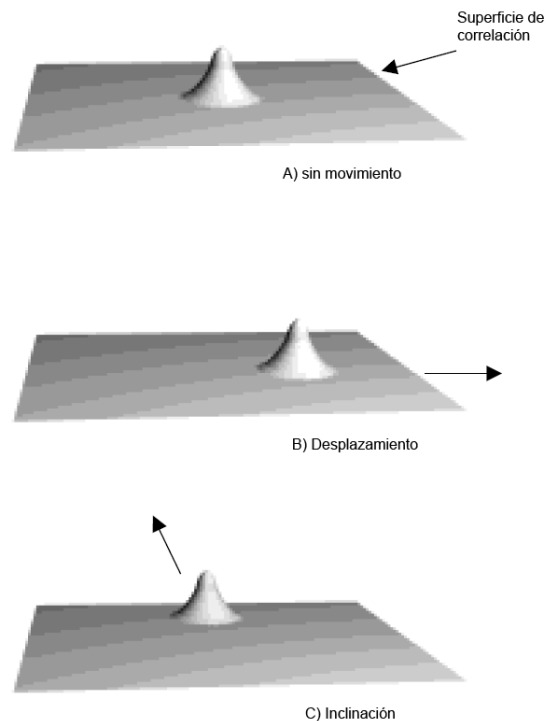 Superficie de
correlación
A) sin movimiento
B) Desplazamiento
C) Inclinación